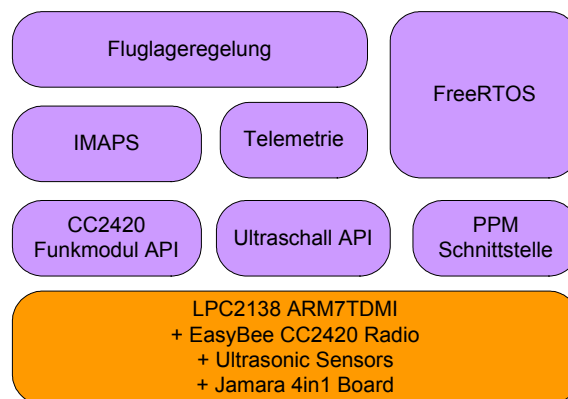 Fluglageregelung
FreeRTOS
IMAPS
Telemetrie
CC2420
Funkmodul API
Ultraschall API
PPM
Schnittstelle
LPC2138 ARM7TDMI
+ EasyBee CC2420 Radio
+ Ultrasonic Sensors
+ Jamara 4in1 Board